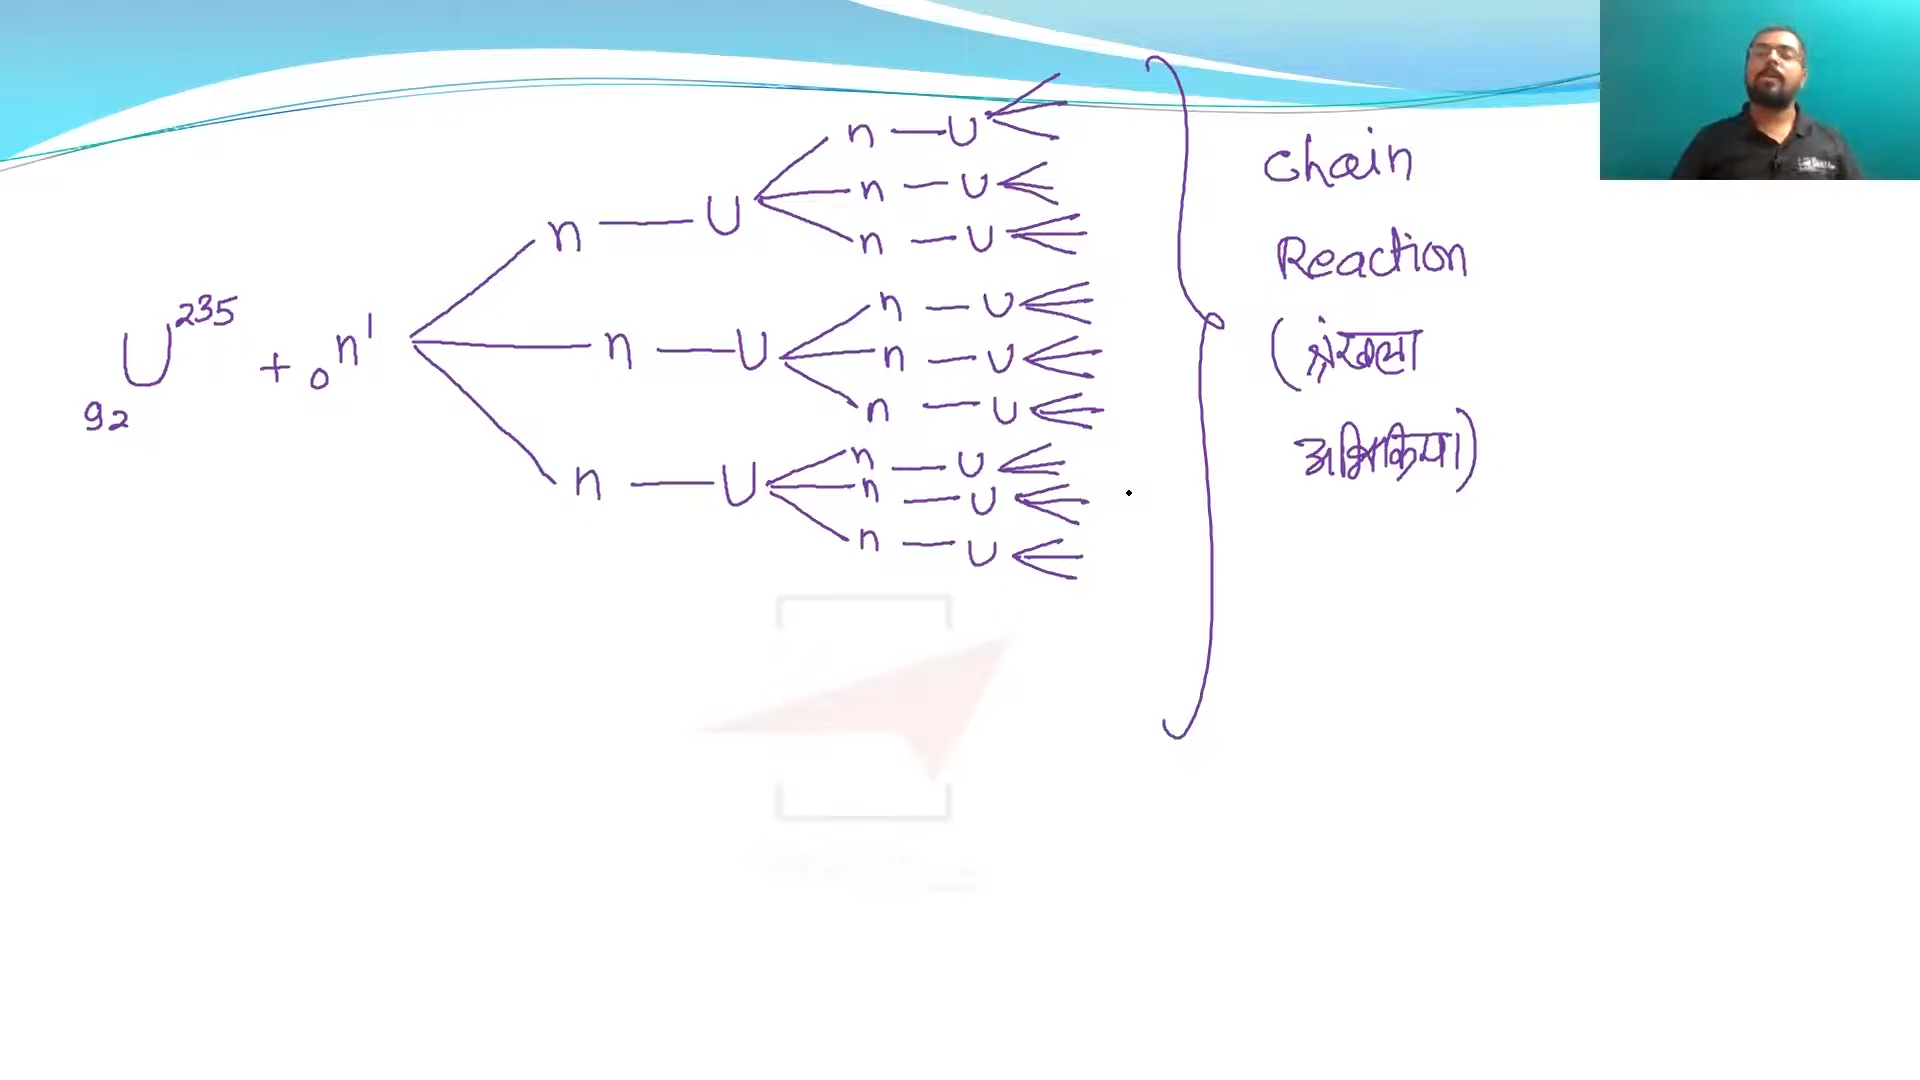 n — U
n — U
n — U
n — U
₉₂U²³⁵ + ₀n¹
n — U
n — U
n — U
n — U
n — U
n — U
n — U
n — U
Chain
Reaction
(श्रृंखला
अभिक्रिया)